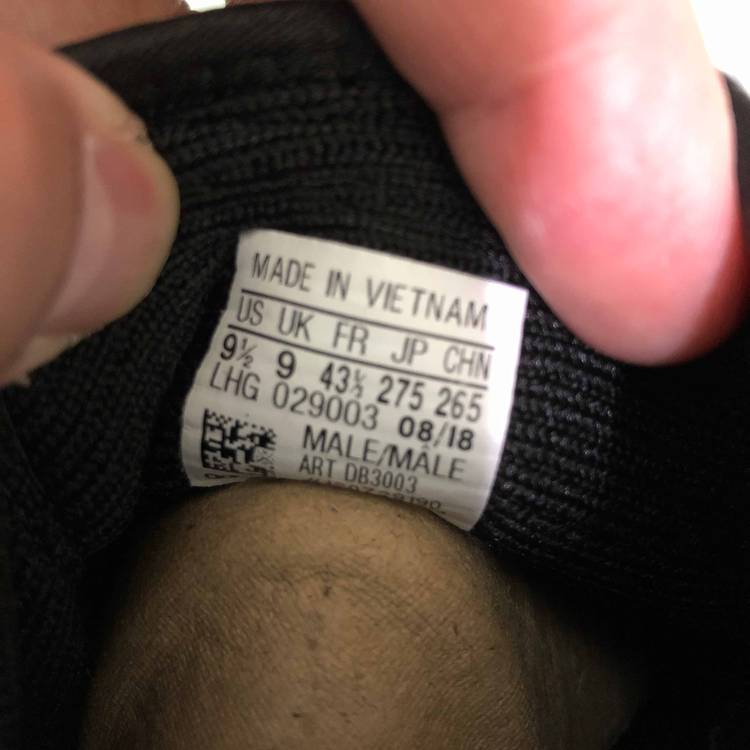 MADE IN VIETNAM
US UK FR JP CHN
9½ 9 43⅓ 275 265
LHG 029003 08/18
MALE/MÂLE
ART DB3003